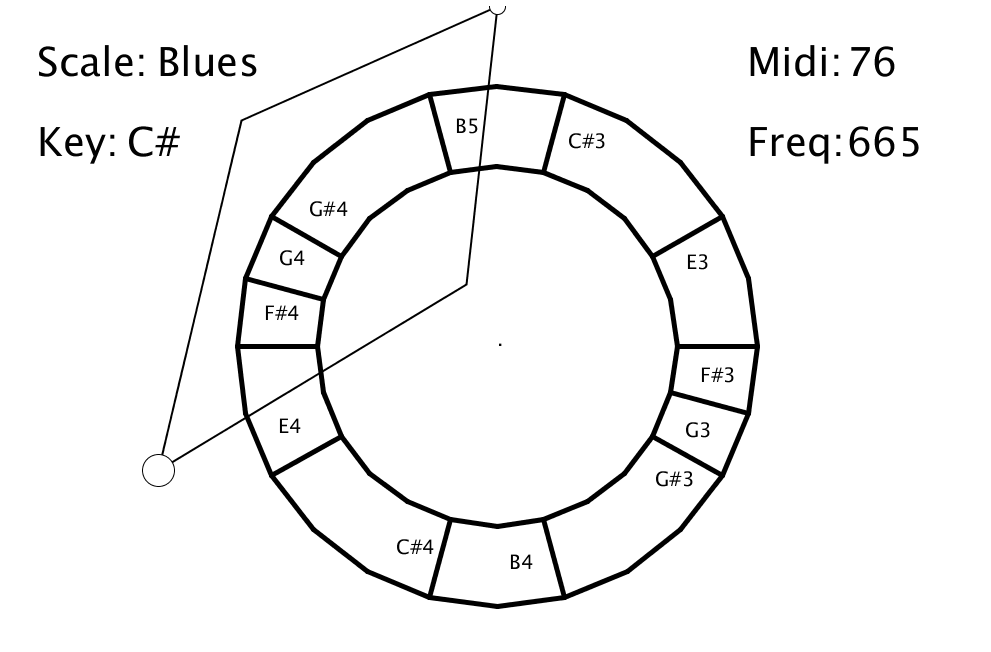 Scale: Blues
Midi: 76
Key: C#
Freq:665
B5
C#3
G#4
G4
E3
F#4
F#3
E4
G3
G#3
C#4
B4